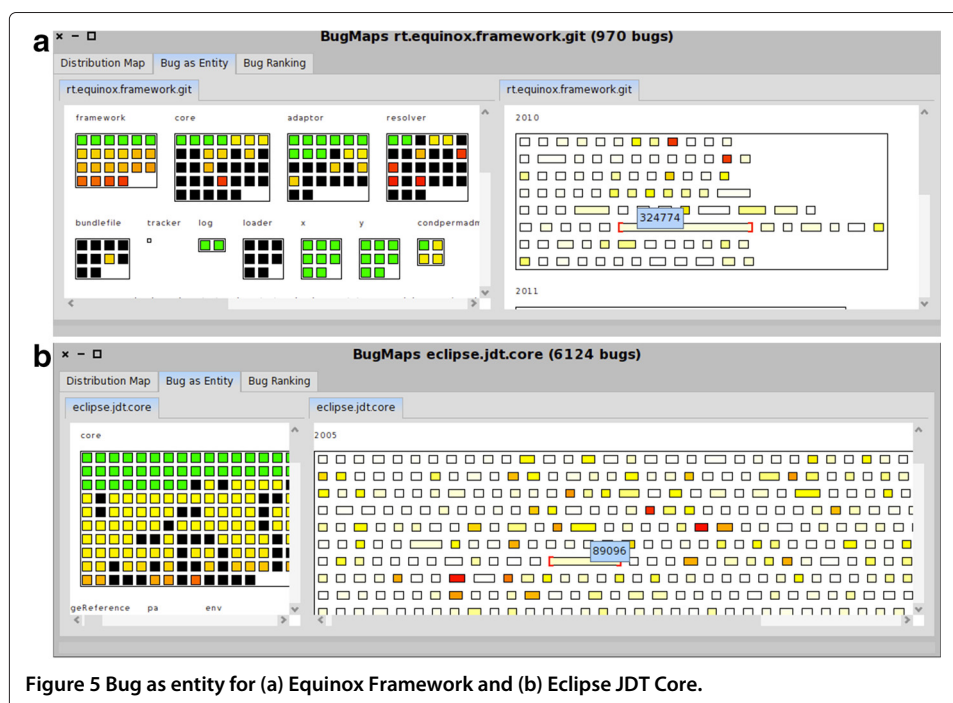 a
BugMaps rt.equinox.framework.git (970 bugs)
Distribution Map Bug as Entity Bug Ranking
rt.equinox.framework.git
framework core adaptor resolver
bundlefile tracker log loader x y condpermadm
rt.equinox.framework.git
2010
324774
2011
b
BugMaps eclipse.jdt.core (6124 bugs)
Distribution Map Bug as Entity Bug Ranking
eclipse.jdt.core
core
geReference pa env
eclipse.jdt.core
2005
89096
Figure 5 Bug as entity for (a) Equinox Framework and (b) Eclipse JDT Core.